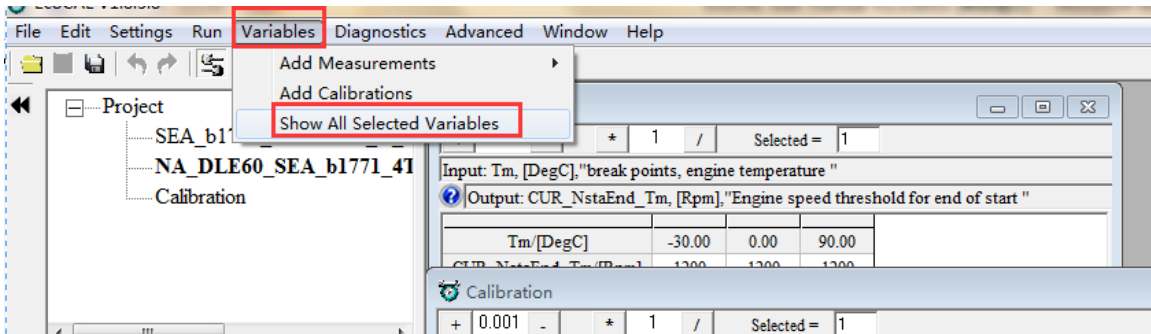 File Edit Settings Run Variables Diagnostics Advanced Window Help
Add Measurements
Add Calibrations
Show All Selected Variables
Project
SEA_b17
NA_DLE60_SEA_b1771_4T
Calibration
* 1 / Selected = 1
Input: Tm, [DegC],"break points, engine temperature "
Output: CUR_NstaEnd_Tm, [Rpm],"Engine speed threshold for end of start "
Tm/[DegC] -30.00 0.00 90.00
CUR_NstaEnd_Tm/[Rpm] 1200 1200 1200
Calibration
+ 0.001 - * 1 / Selected = 1